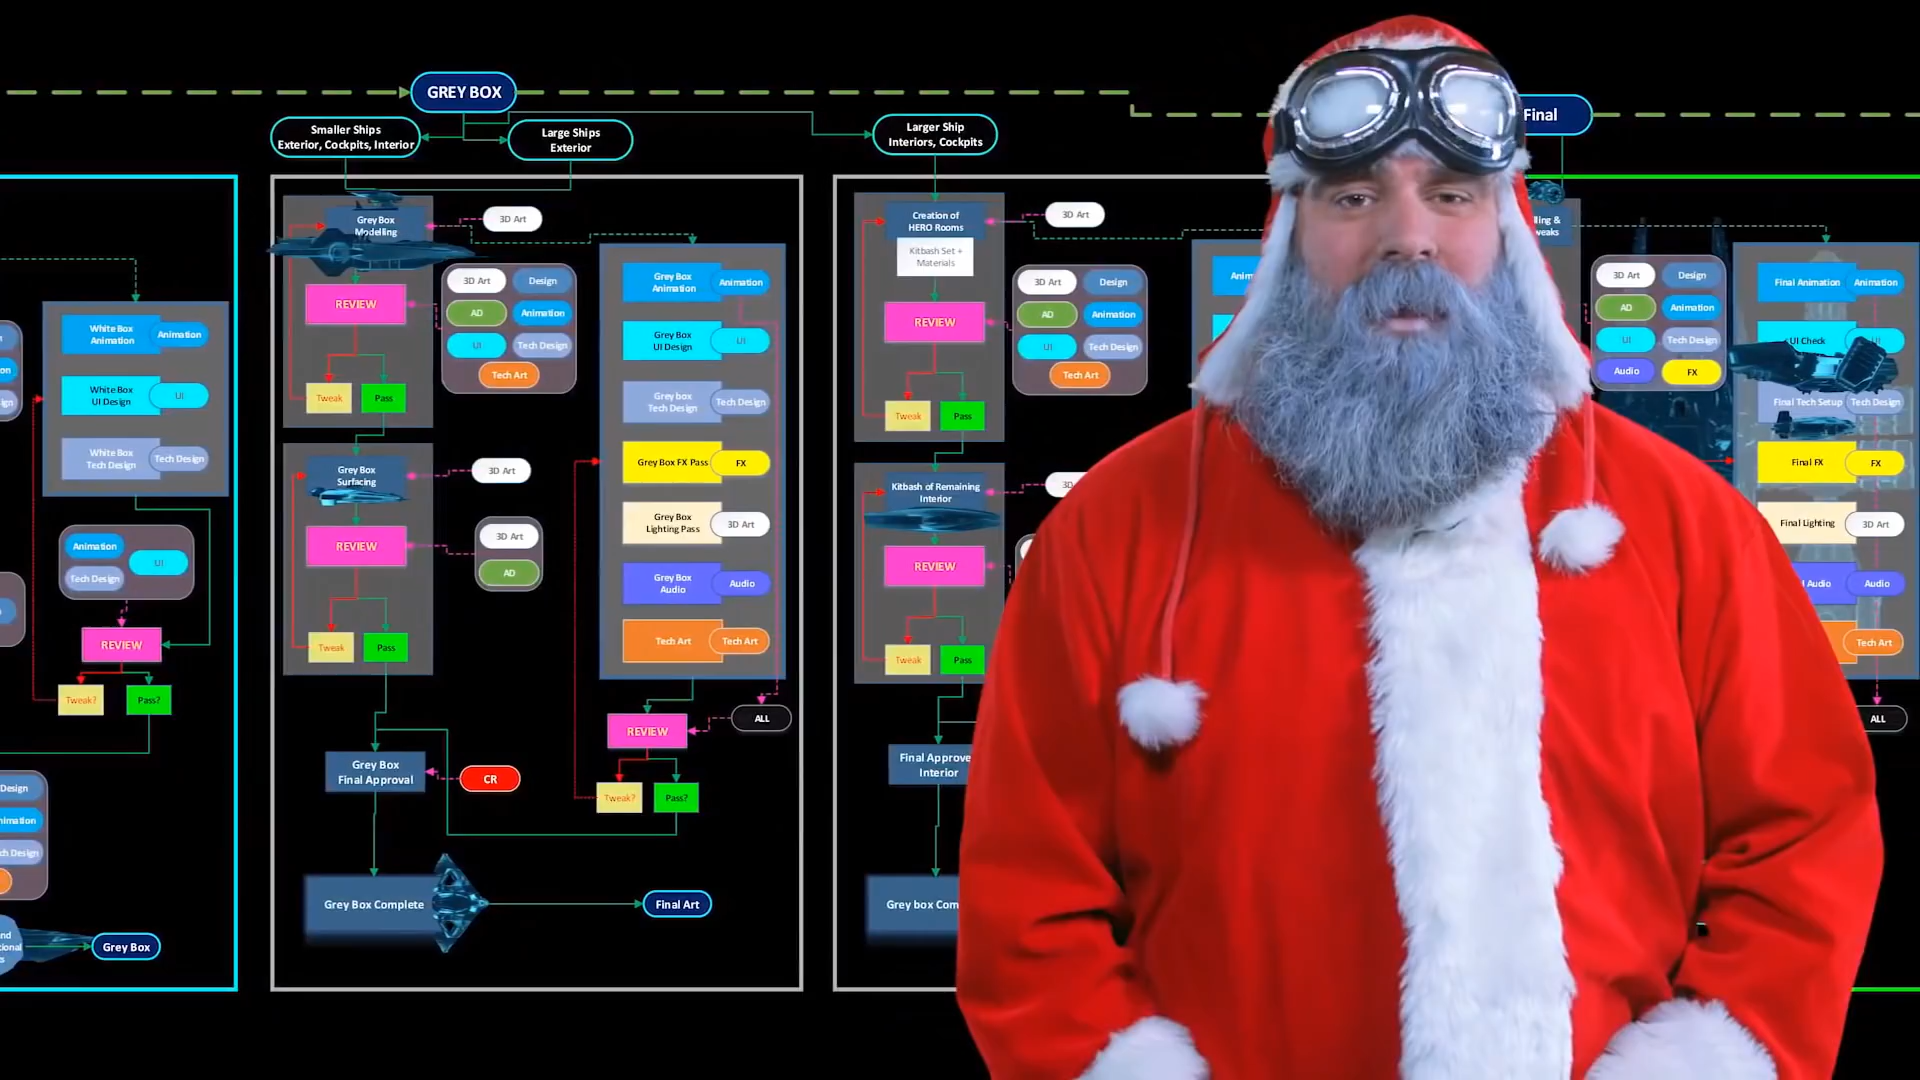 GREY BOX
Final
Smaller Ships
Exterior, Cockpits, Interior
Large Ships
Exterior
Larger Ship
Interiors, Cockpits
White Box
Animation
Animation
White Box
UI Design
UI
White Box
Tech Design
Tech Design
Animation
UI
Tech Design
REVIEW
Tweak?
Pass?
Design
Grey Box
Grey Box
Modelling
3D Art
REVIEW
3D Art
Design
AD
Animation
UI
Tech Design
Tech Art
Tweak
Pass
Grey Box
Surfacing
3D Art
REVIEW
3D Art
AD
Tweak
Pass
Grey Box
Final Approval
CR
Grey Box Complete
Final Art
Grey Box
Animation
Animation
Grey Box
UI Design
UI
Grey box
Tech Design
Tech Design
Grey Box FX Pass
FX
Grey Box
Lighting Pass
3D Art
Grey Box
Audio
Audio
Tech Art
Tech Art
REVIEW
ALL
Tweak?
Pass?
Creation of
HERO Rooms
3D Art
Kitbash Set +
Materials
REVIEW
3D Art
Design
AD
Animation
UI
Tech Design
Tech Art
Tweak
Pass
Kitbash of Remaining
Interior
REVIEW
Tweak
Pass
Final Approve
Interior
Grey box Com
3D Art
Design
AD
Animation
UI
Tech Design
Audio
FX
Final Animation
Animation
UI Check
UI
Final Tech Setup
Tech Design
Final FX
FX
Final Lighting
3D Art
Audio
Audio
Tech Art
ALL